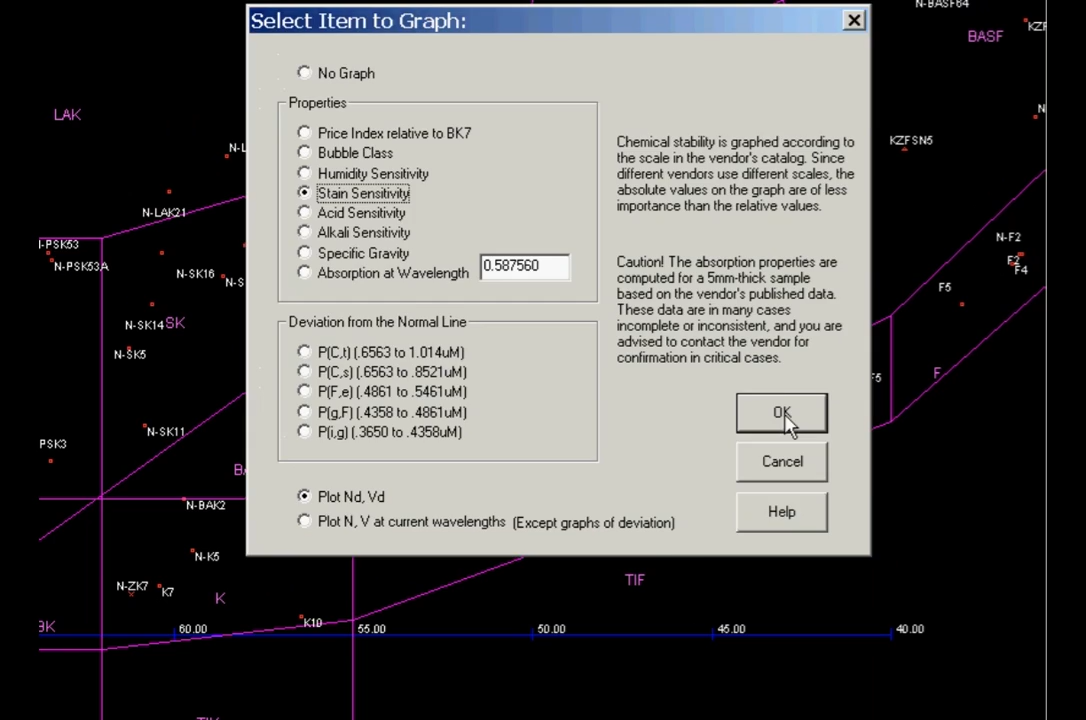 Select Item to Graph:
No Graph
Properties
Price Index relative to BK7
Bubble Class
Humidity Sensitivity
Stain Sensitivity
Acid Sensitivity
Alkali Sensitivity
Specific Gravity
Absorption at Wavelength
0.587560
Deviation from the Normal Line
P(C,t) (.6563 to 1.014uM)
P(C,s) (.6563 to .8521uM)
P(F,e) (.4861 to .5461uM)
P(g,F) (.4358 to .4861uM)
P(i,g) (.3650 to .4358uM)
Plot Nd, Vd
Plot N, V at current wavelengths (Except graphs of deviation)
Chemical stability is graphed according to
the scale in the vendor's catalog. Since
different vendors use different scales, the
absolute values on the graph are of less
importance than the relative values.
Caution! The absorption properties are
computed for a 5mm-thick sample
based on the vendor's published data.
These data are in many cases
incomplete or inconsistent, and you are
advised to contact the vendor for
confirmation in critical cases.
OK
Cancel
Help
N-BASF64
BASF
LAK
KZFSN5
N-LAK21
N-PSK53A
N-SK16
N-SK14
SK
N-SK5
N-F2
F2
F4
F5
F
N-SK11
PSK3
N-BAK2
N-K5
N-ZK7
K7
K
K10
TIF
60.00
55.00
50.00
45.00
40.00